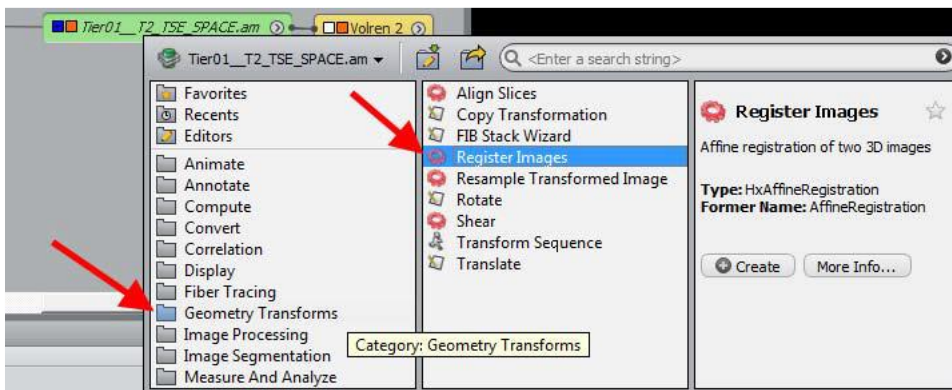 Tier01__T2_TSE_SPACE.am
Volren 2
Tier01__T2_TSE_SPACE.am
<Enter a search string>
Favorites
Recents
Editors
Animate
Annotate
Compute
Convert
Correlation
Display
Fiber Tracing
Geometry Transforms
Image Processing
Image Segmentation
Measure And Analyze
Category: Geometry Transforms
Align Slices
Copy Transformation
FIB Stack Wizard
Register Images
Resample Transformed Image
Rotate
Shear
Transform Sequence
Translate
Register Images
Affine registration of two 3D images
Type: HxAffineRegistration
Former Name: AffineRegistration
Create
More Info...